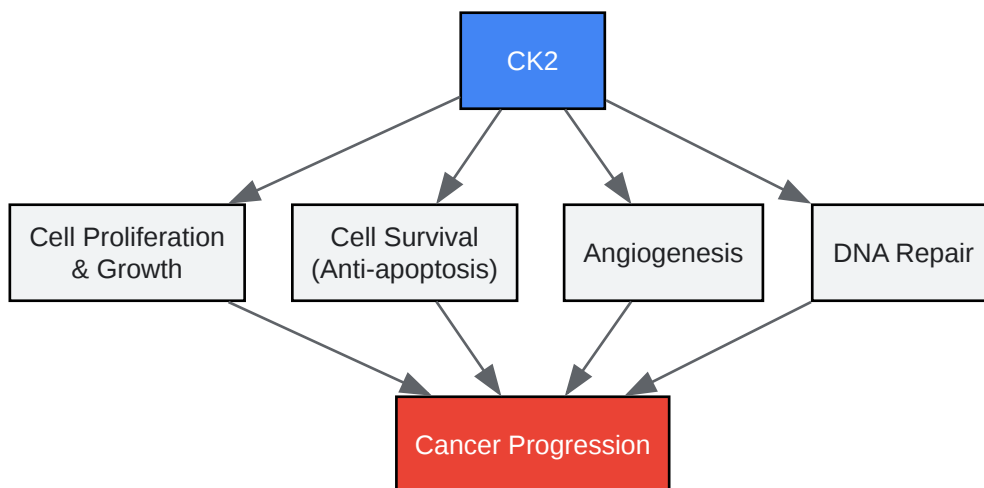 CK2
Cell Proliferation
& Growth
Cell Survival
(Anti-apoptosis)
Angiogenesis
DNA Repair
Cancer Progression